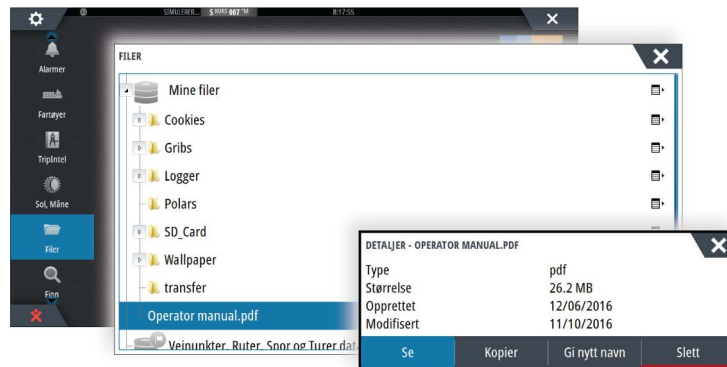 SIMULERER... S KURS 007 °M 8:17:55
Alarmer
Fartøyer
TripIntel
Sol, Måne
Filer
Finn
FILER
Mine filer
Cookies
Gribs
Logger
Polars
SD_Card
Wallpaper
transfer
Operator manual.pdf
Veipunkter, Ruter, Spor og Turer
DETALJER - OPERATOR MANUAL.PDF
Type pdf
Størrelse 26.2 MB
Opprettet 12/06/2016
Modifisert 11/10/2016
Se Kopier Gi nytt navn Slett